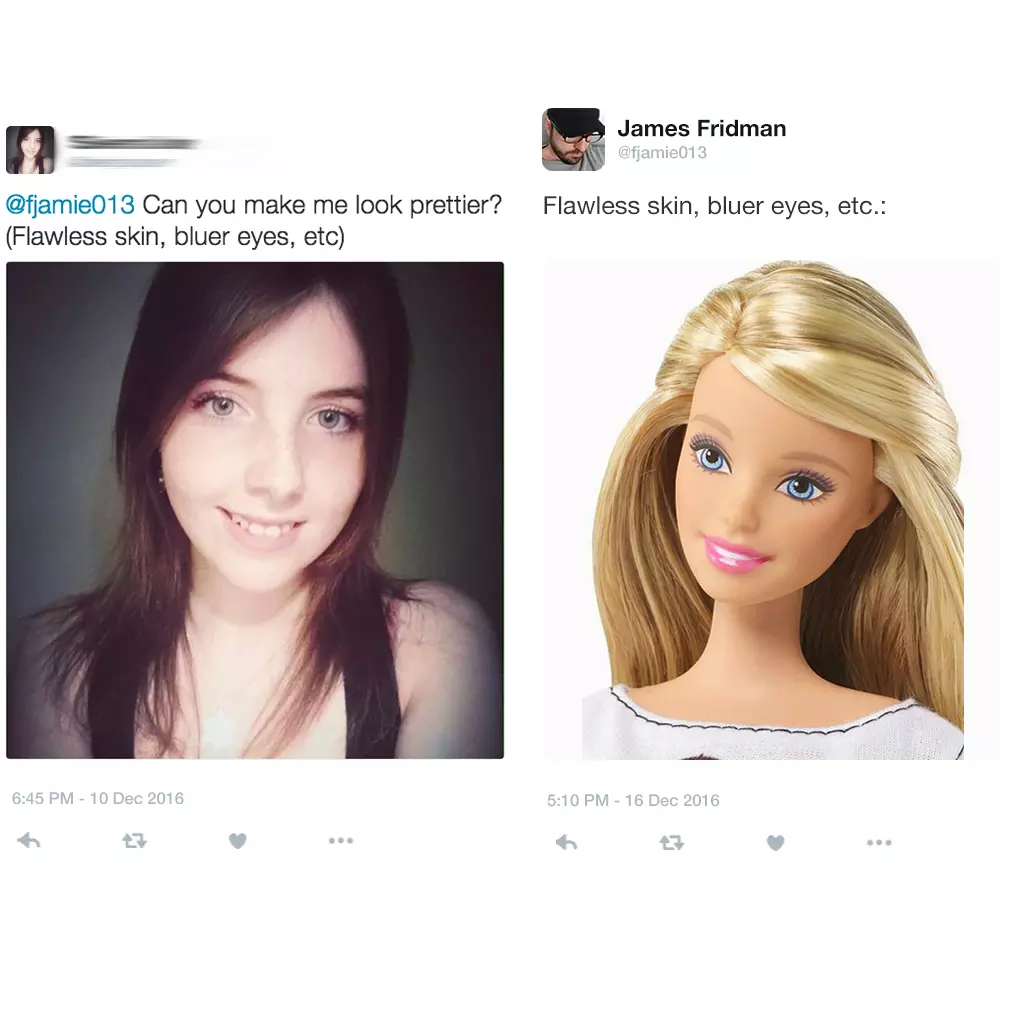 @fjamie013 Can you make me look prettier?
(Flawless skin, bluer eyes, etc)
6:45 PM - 10 Dec 2016
James Fridman
@fjamie013
Flawless skin, bluer eyes, etc.:
5:10 PM - 16 Dec 2016